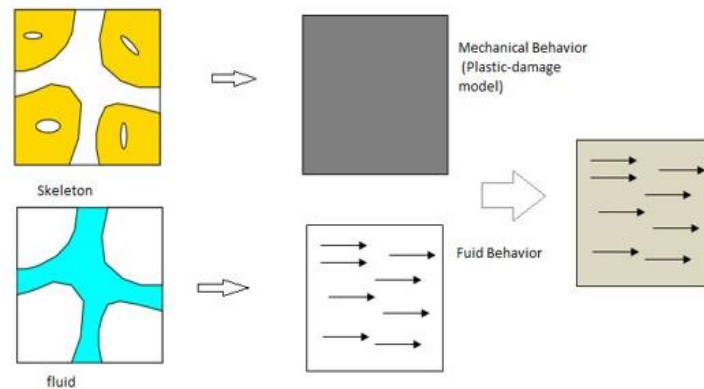 Mechanical Behavior
(Plastic-damage
model)
Skeleton
Fuid Behavior
fluid